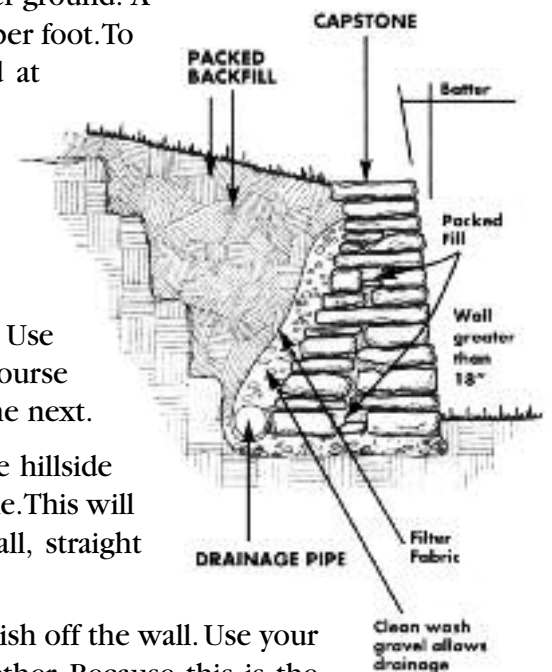 er ground. A
per foot.To
d at
Use
ourse
ne next.
e hillside
e.This will
all, straight
ish off the wall. Use your
ther. Because this is the
CAPSTONE
PACKED
BACKFILL
Batter
Packed
Fill
Wall
greater
than
18"
DRAINAGE PIPE
Filter
Fabric
Clean wash
gravel allows
drainage